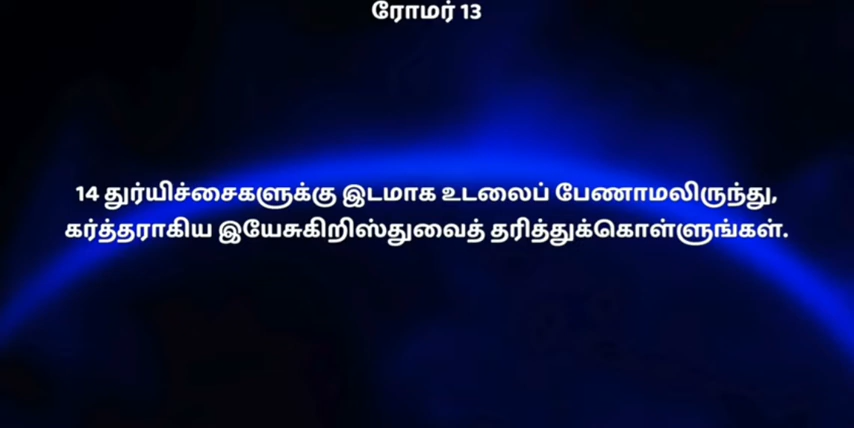 ரோமர் 13
14 துர்யிச்சைகளுக்கு இடமாக உடலைப் பேணாமலிருந்து,
கர்த்தராகிய இயேசுகிறிஸ்துவைத் தரித்துக்கொள்ளுங்கள்.